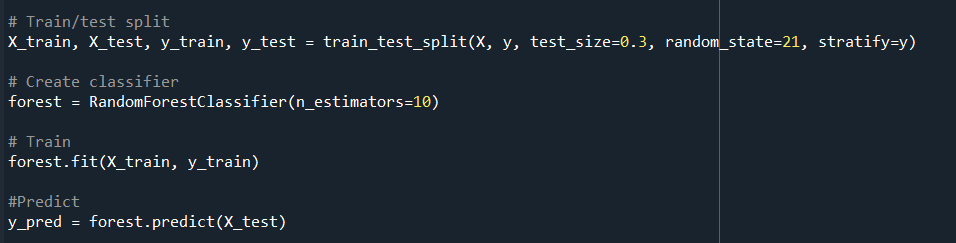 # Train/test split
X_train, X_test, y_train, y_test = train_test_split(X, y, test_size=0.3, random_state=21, stratify=y)
# Create classifier
forest = RandomForestClassifier(n_estimators=10)
# Train
forest.fit(X_train, y_train)
#Predict
y_pred = forest.predict(X_test)